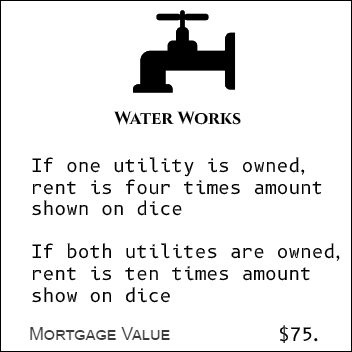 Water Works
If one utility is owned,
rent is four times amount
shown on dice
If both utilites are owned,
rent is ten times amount
show on dice
Mortgage Value $75.